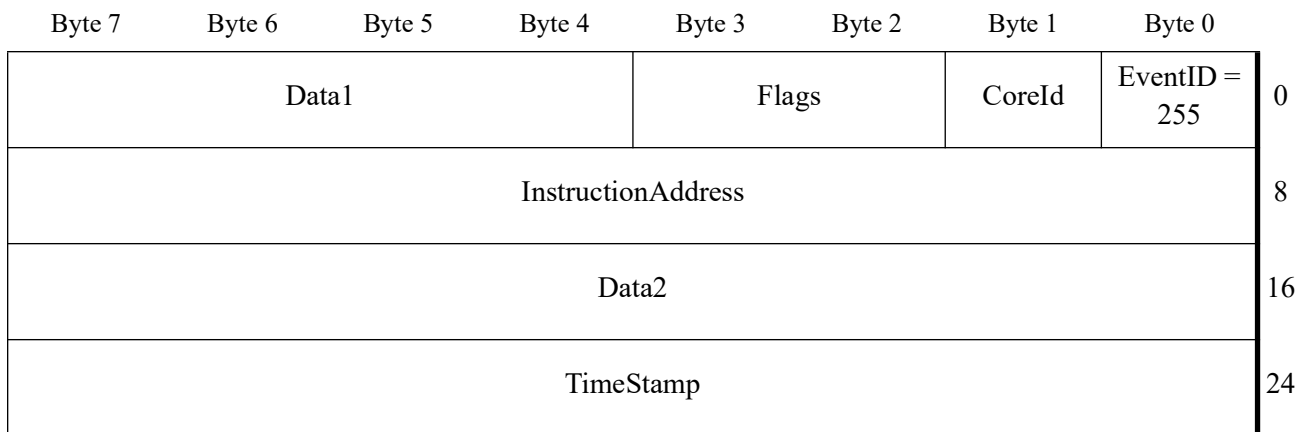 Byte 7 Byte 6 Byte 5 Byte 4 Byte 3 Byte 2 Byte 1 Byte 0
Data1 Flags CoreId EventID =
255 0
InstructionAddress 8
Data2 16
TimeStamp 24